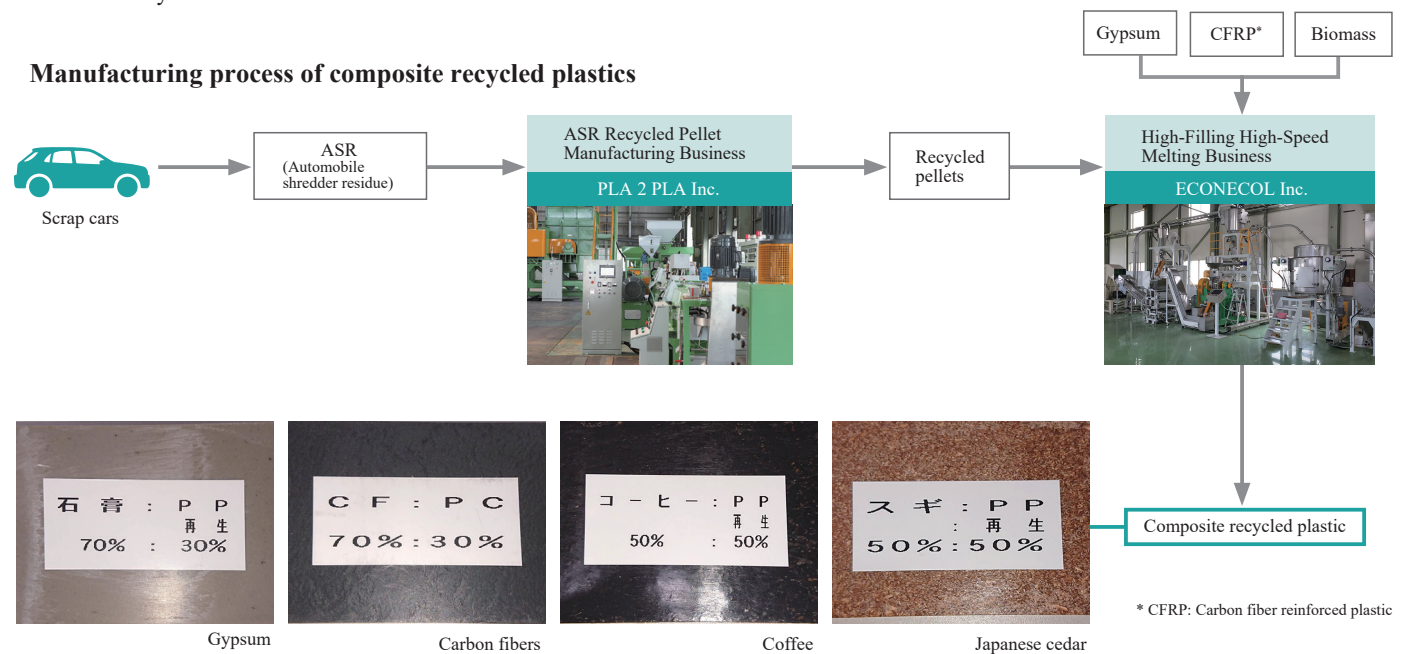 Gypsum
CFRP*
Biomass
Manufacturing process of composite recycled plastics
Scrap cars
ASR
(Automobile
shredder residue)
ASR Recycled Pellet
Manufacturing Business
PLA 2 PLA Inc.
Recycled
pellets
High-Filling High-Speed
Melting Business
ECONECOL Inc.
石膏：PP
再生
70%：30%
Gypsum
CF：PC
70%：30%
Carbon fibers
コーヒー：PP
再生
50%：50%
Coffee
スギ：PP
：再生
50%：50%
Japanese cedar
Composite recycled plastic
* CFRP: Carbon fiber reinforced plastic